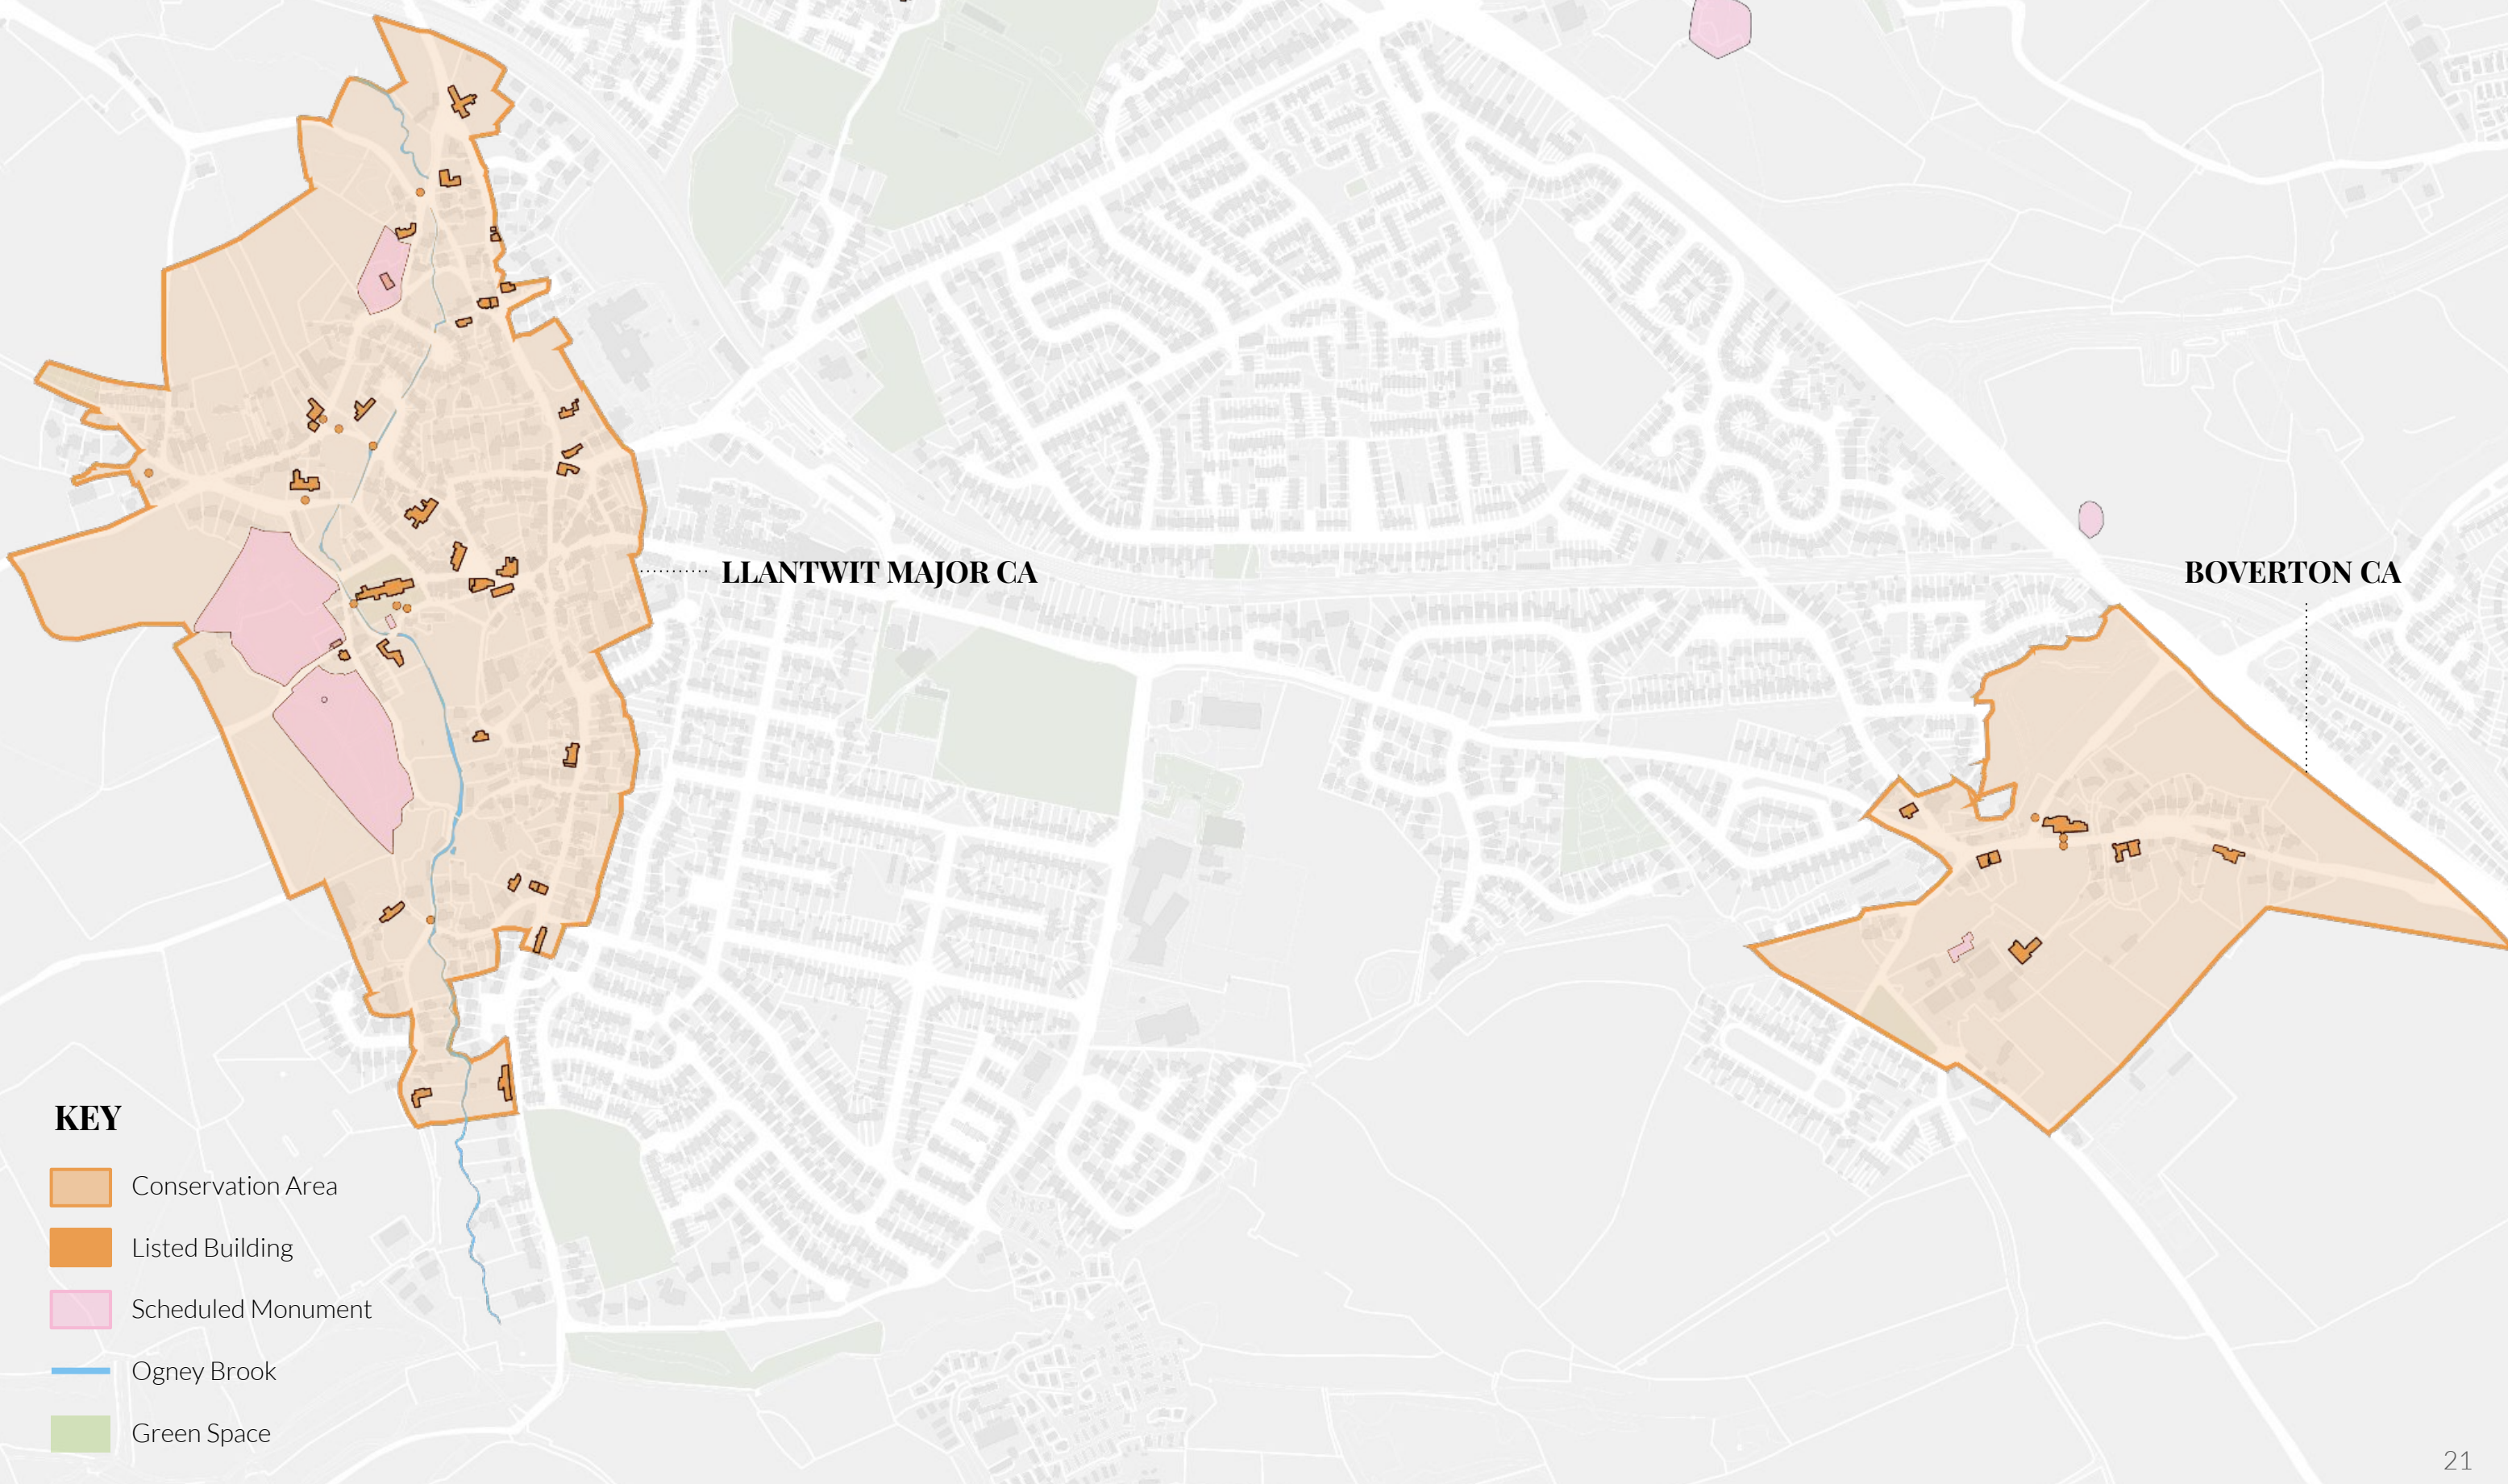 LLANTWIT MAJOR CA
BOVERTON CA
KEY
Conservation Area
Listed Building
Scheduled Monument
Ogney Brook
Green Space
21